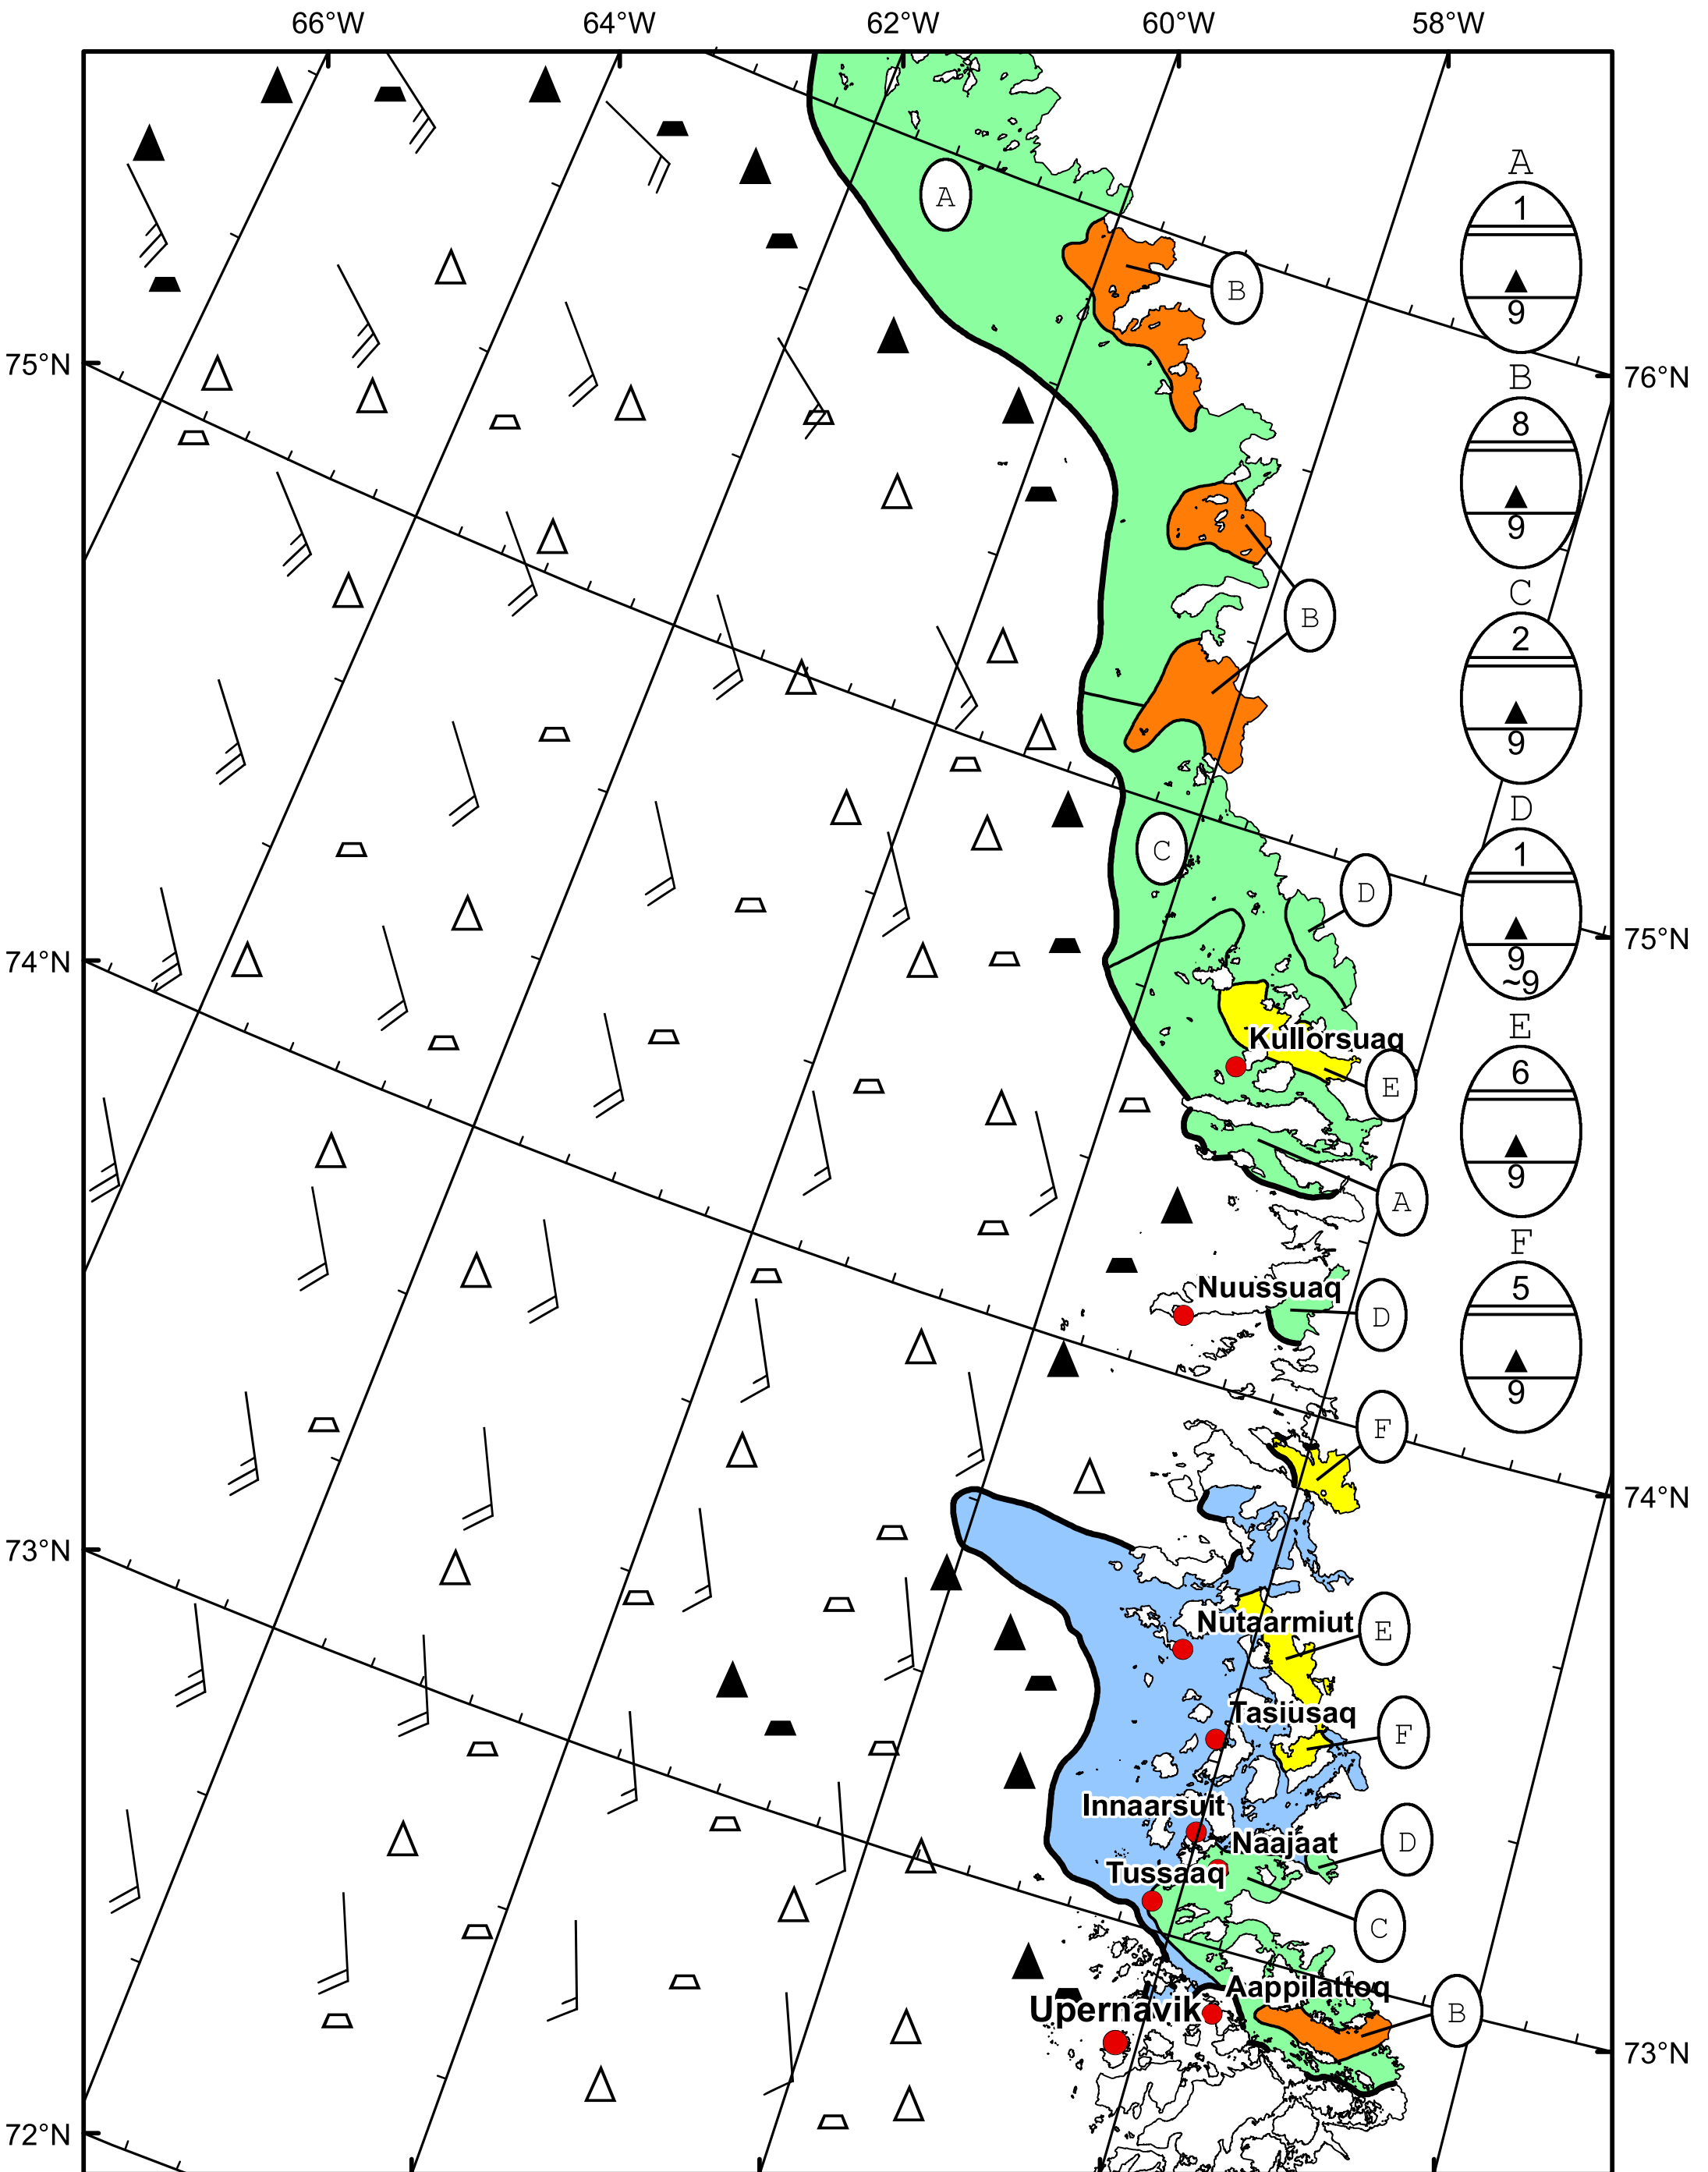 66°W 64°W 62°W 60°W 58°W
A
1
A
9
B
75°N
76°N
B
8
9
C
B
2
9
D
C
1
D
75°N
74°N
9
~9
E
Kullorsuaq
6
E
9
A
F
Nuussuaq
5
D
9
F
74°N
73°N
Nutaarmiut
E
Tasiusaq
F
Innaarsuit
Naajaat
D
Tussaaq
C
Aappilattoq
B
Upernavik
73°N
72°N